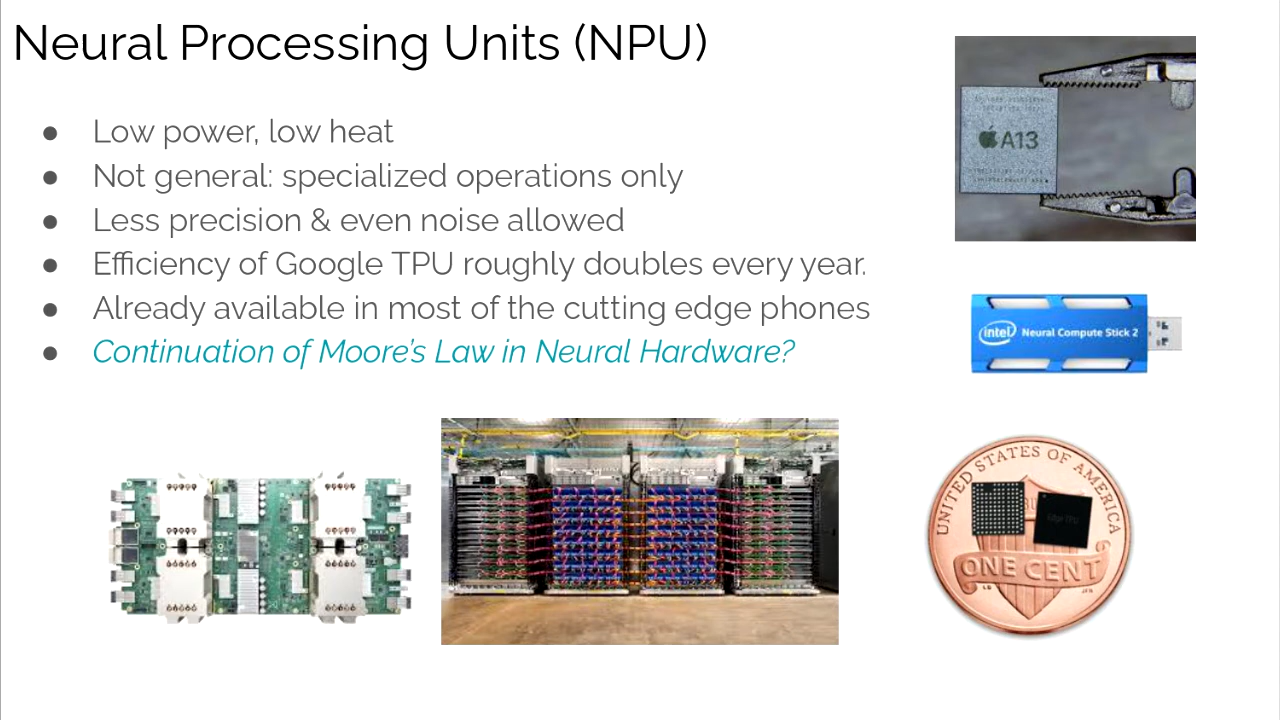 Neural Processing Units (NPU)
● Low power, low heat
● Not general: specialized operations only
● Less precision & even noise allowed
● Efficiency of Google TPU roughly doubles every year.
● Already available in most of the cutting edge phones
● Continuation of Moore’s Law in Neural Hardware?
A13
intel Neural Compute Stick 2
UNITED STATES OF AMERICA
Edge TPU
ONE CENT